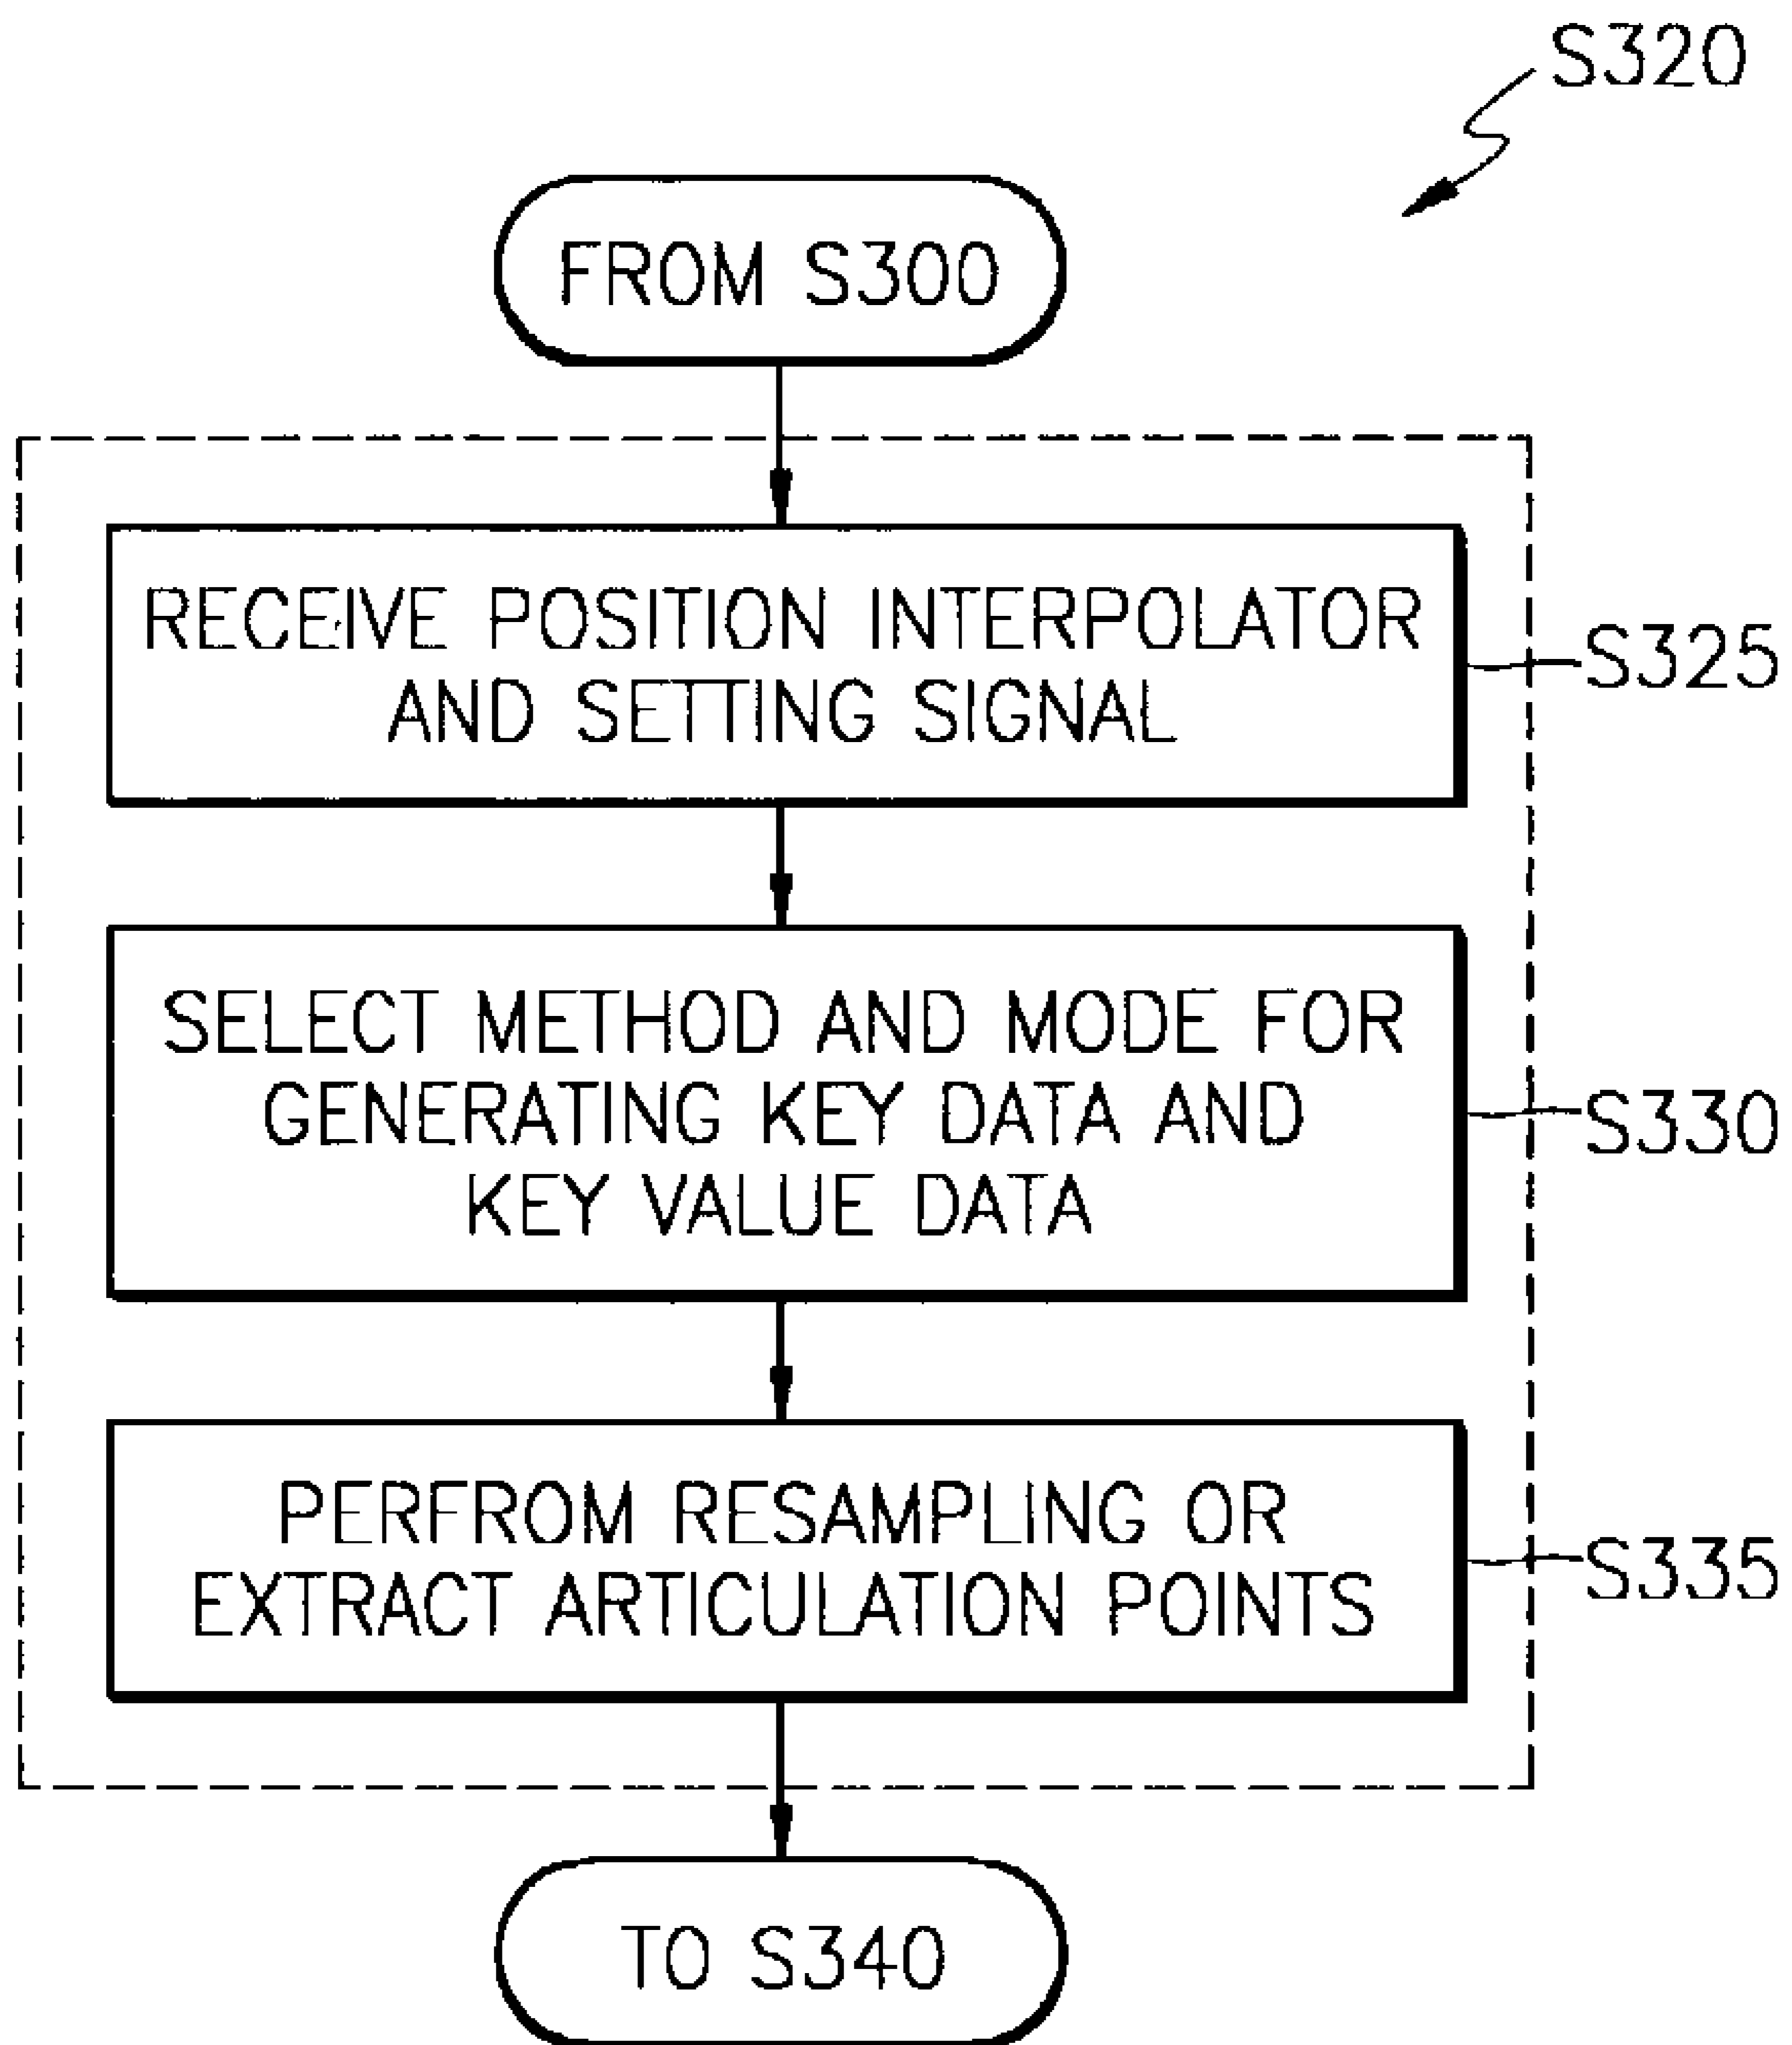 S320
FROM S300
RECEIVE POSITION INTERPOLATOR
AND SETTING SIGNAL
S325
SELECT METHOD AND MODE FOR
GENERATING KEY DATA AND
KEY VALUE DATA
S330
PERFROM RESAMPLING OR
EXTRACT ARTICULATION POINTS
S335
TO S340